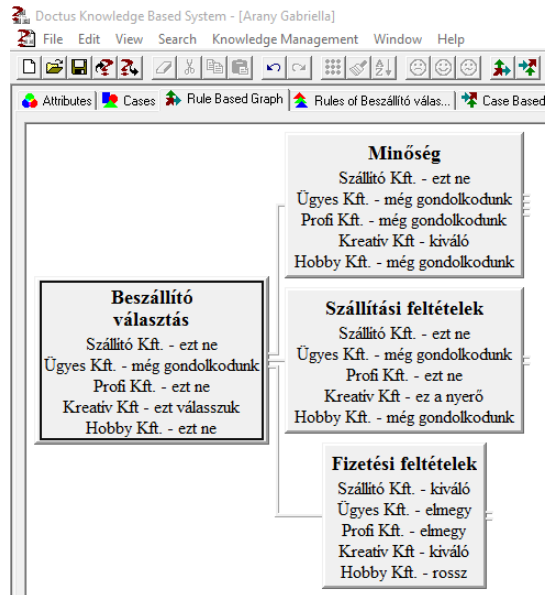 Doctus Knowledge Based System - [Arany Gabriella]
File Edit View Search Knowledge Management Window Help
Attributes Cases Rule Based Graph Rules of Beszállító válas... Case Based
Minőség
Szállító Kft. - ezt ne
Ügyes Kft. - még gondolkodunk
Profi Kft. - még gondolkodunk
Kreatív Kft - kiváló
Hobby Kft. - még gondolkodunk
Beszállító
választás
Szállító Kft. - ezt ne
Ügyes Kft. - még gondolkodunk
Profi Kft. - ezt ne
Kreatív Kft - ezt válasszuk
Hobby Kft. - ezt ne
Szállítási feltételek
Szállító Kft. - ezt ne
Ügyes Kft. - még gondolkodunk
Profi Kft. - ezt ne
Kreatív Kft - ez a nyerő
Hobby Kft. - még gondolkodunk
Fizetési feltételek
Szállító Kft. - kiváló
Ügyes Kft. - elmegy
Profi Kft. - elmegy
Kreatív Kft - kiváló
Hobby Kft. - rossz